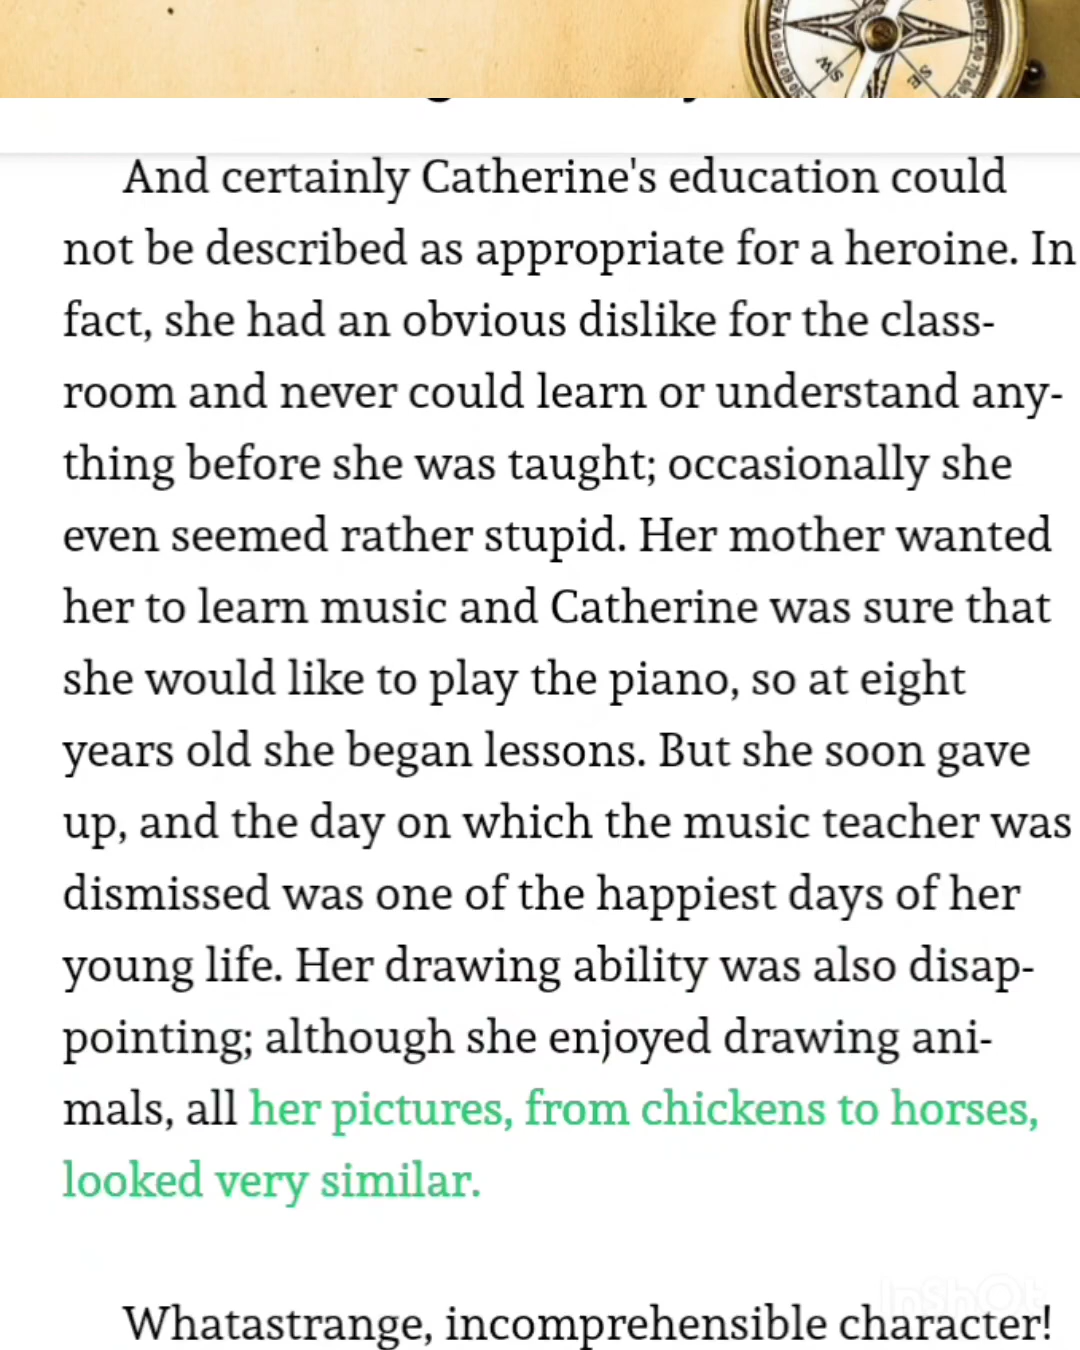 W
SW
SE
And certainly Catherine's education could
not be described as appropriate for a heroine. In
fact, she had an obvious dislike for the class-
room and never could learn or understand any-
thing before she was taught; occasionally she
even seemed rather stupid. Her mother wanted
her to learn music and Catherine was sure that
she would like to play the piano, so at eight
years old she began lessons. But she soon gave
up, and the day on which the music teacher was
dismissed was one of the happiest days of her
young life. Her drawing ability was also disap-
pointing; although she enjoyed drawing ani-
mals, all her pictures, from chickens to horses,
looked very similar.
InShOt
Whatastrange, incomprehensible character!